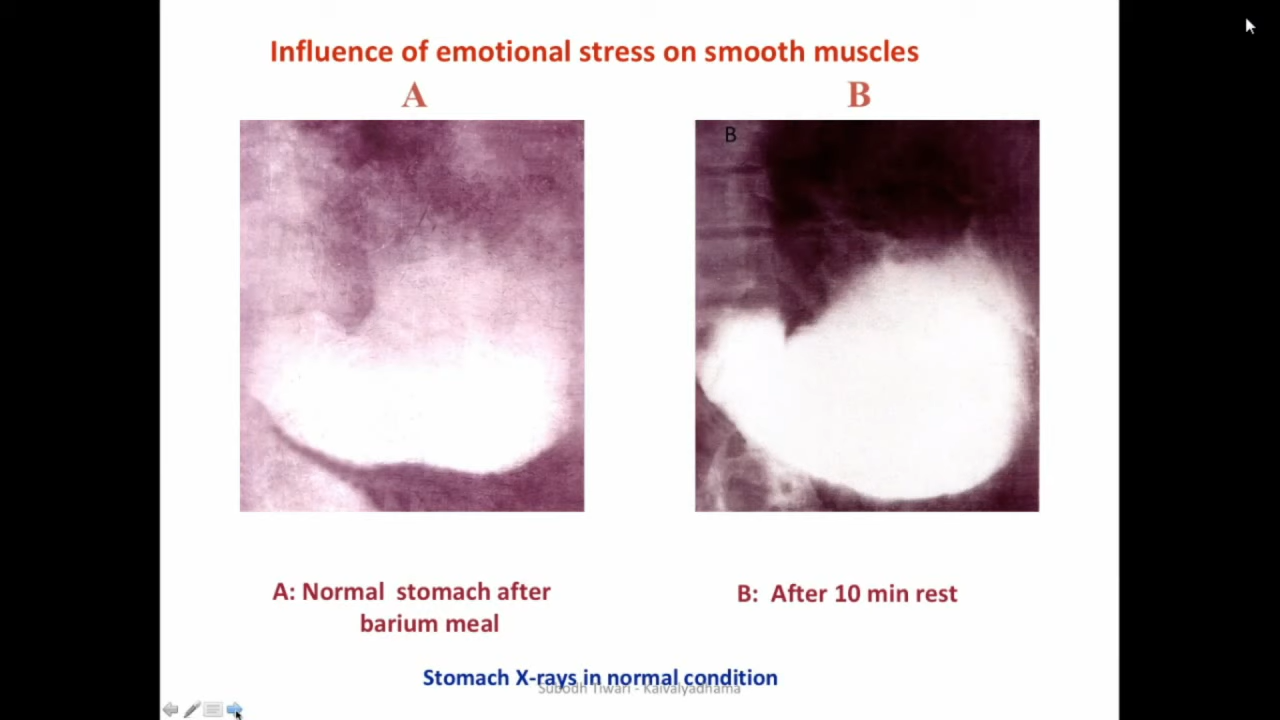 Influence of emotional stress on smooth muscles
A
B
B
A: Normal stomach after
barium meal
B: After 10 min rest
Stomach X-rays in normal condition
Subodh Tiwari - Kaivalyadhama